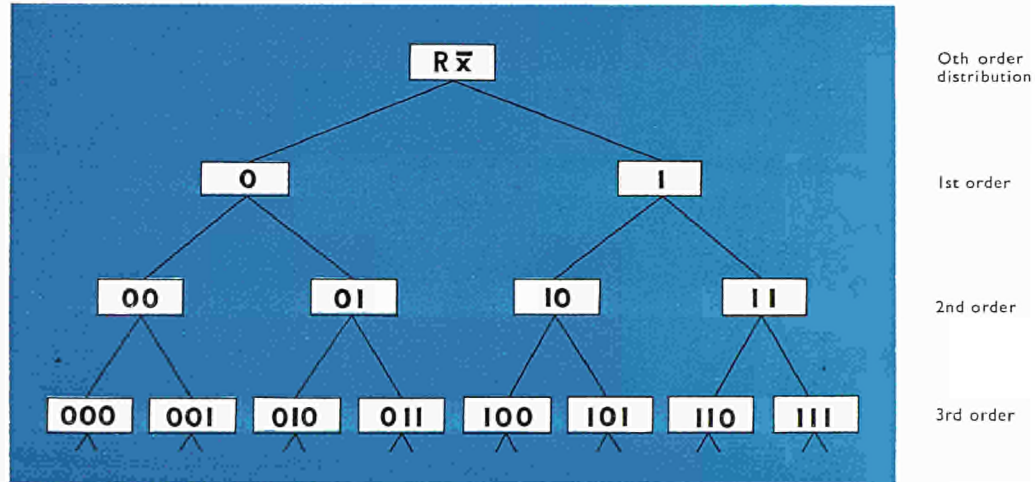 R x̅
Oth order
distribution
0
1
1st order
00
01
10
11
2nd order
000
001
010
011
100
101
110
111
3rd order